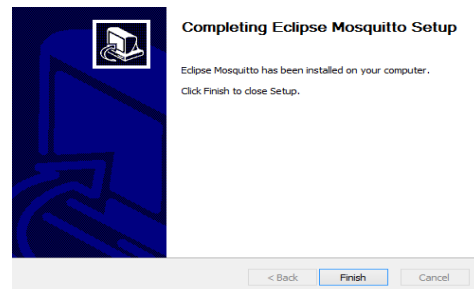 Completing Eclipse Mosquitto Setup
Eclipse Mosquitto has been installed on your computer.
Click Finish to close Setup.
< Back
Finish
Cancel